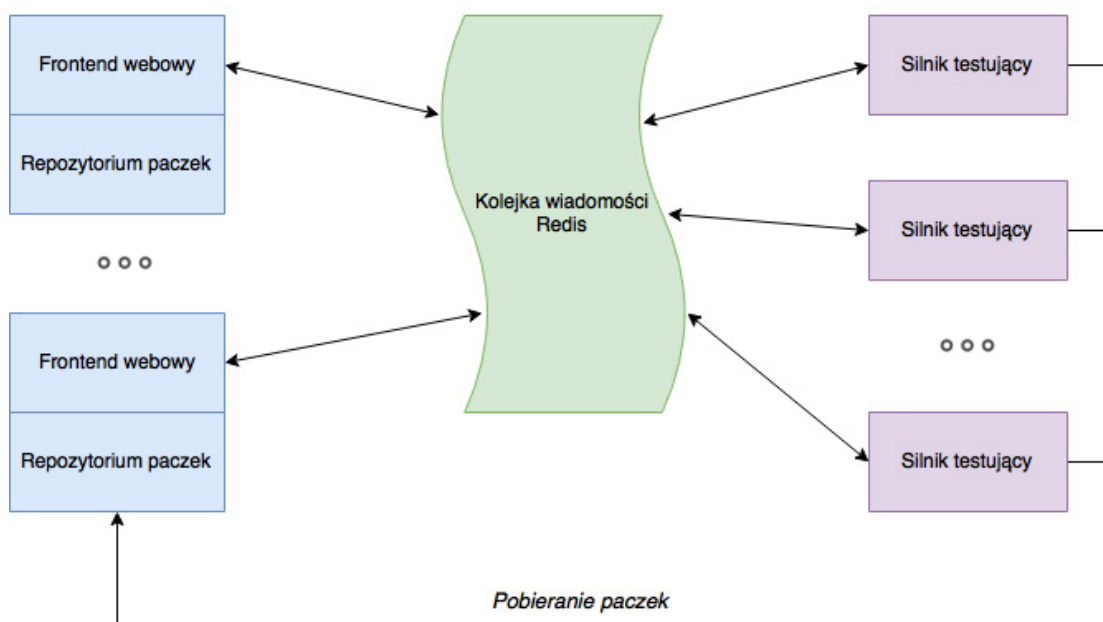 Frontend webowy
Repozytorium paczek
Frontend webowy
Repozytorium paczek
Kolejka wiadomości
Redis
Silnik testujący
Silnik testujący
Silnik testujący
Pobieranie paczek